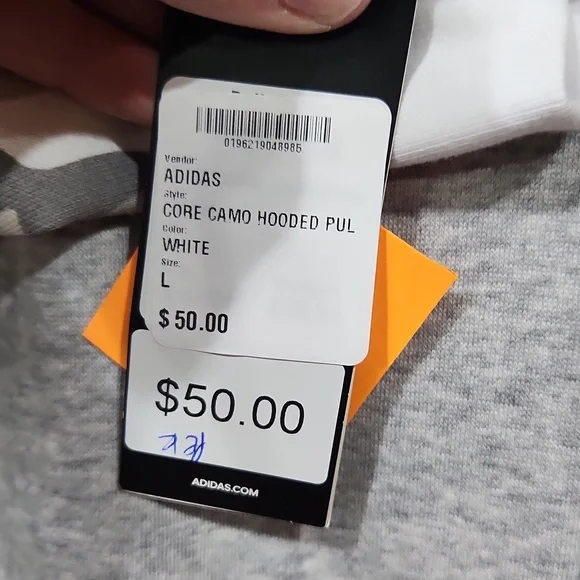 0196219048985
Vendor:
ADIDAS
Style:
CORE CAMO HOODED PUL
Color:
WHITE
Size:
L
$50.00
$50.00
ADIDAS.COM